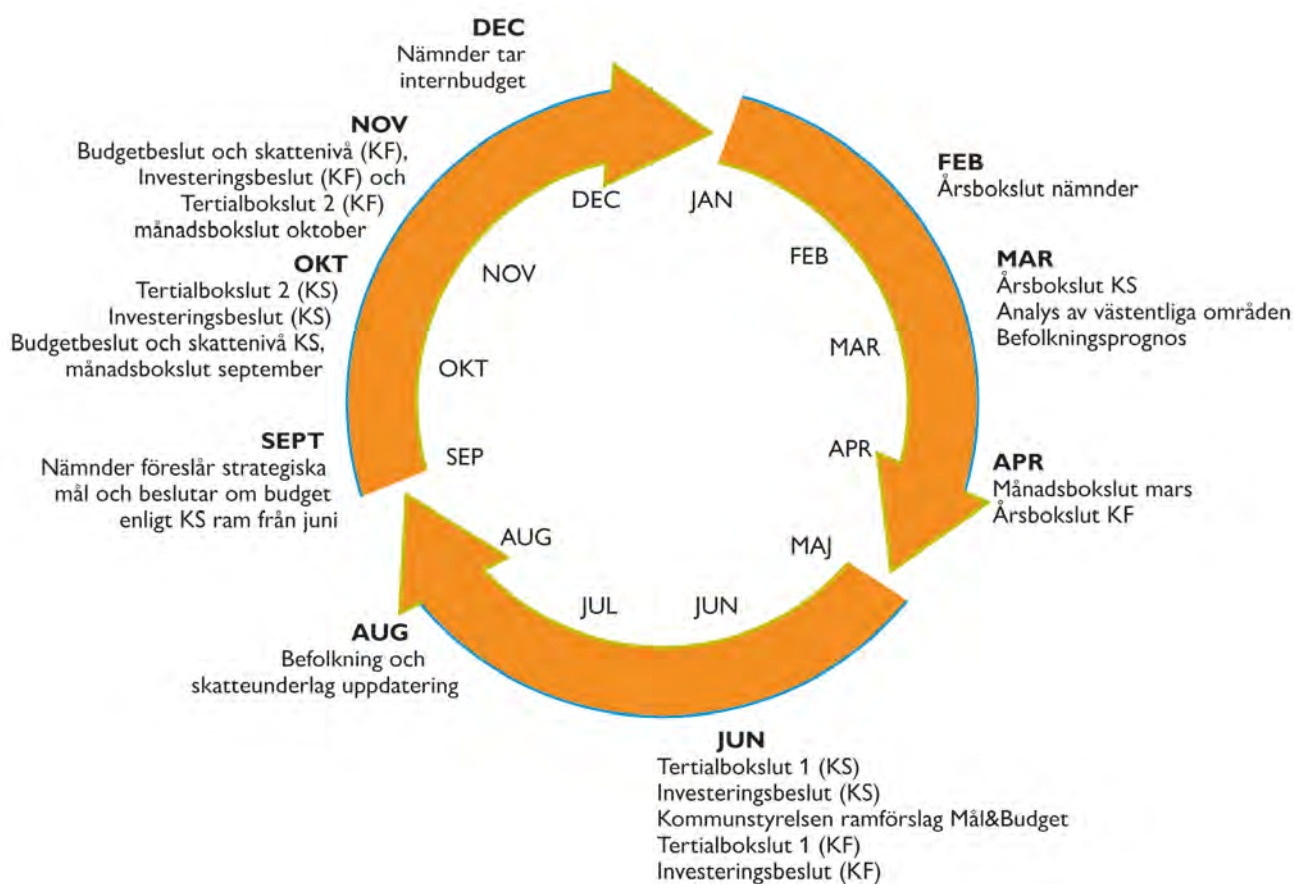 DEC
Nämnder tar
internbudget
NOV
Budgetbeslut och skattenivå (KF),
Investeringsbeslut (KF) och
Tertialbokslut 2 (KF)
månadsbokslut oktober
OKT
Tertialbokslut 2 (KS)
Investeringsbeslut (KS)
Budgetbeslut och skattenivå KS,
månadsbokslut september
SEPT
Nämnder föreslår strategiska
mål och beslutar om budget
enligt KS ram från juni
AUG
Befolkning och
skatteunderlag uppdatering
FEB
Årsbokslut nämnder
MAR
Årsbokslut KS
Analys av västentliga områden
Befolkningsprognos
APR
Månadsbokslut mars
Årsbokslut KF
JUN
Tertialbokslut 1 (KS)
Investeringsbeslut (KS)
Kommunstyrelsen ramförslag Mål&Budget
Tertialbokslut 1 (KF)
Investeringsbeslut (KF)
JAN
FEB
MAR
APR
MAJ
JUN
JUL
AUG
SEP
OKT
NOV
DEC